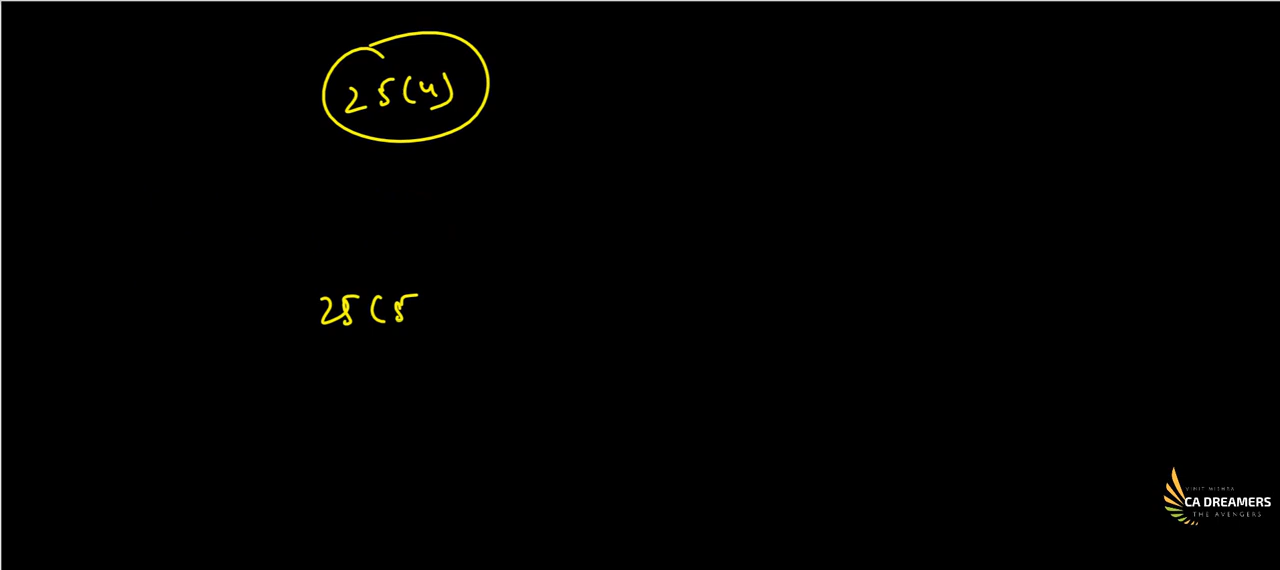 25(4)
25(5
VINIT MISHRA
CA DREAMERS
THE AVENGERS